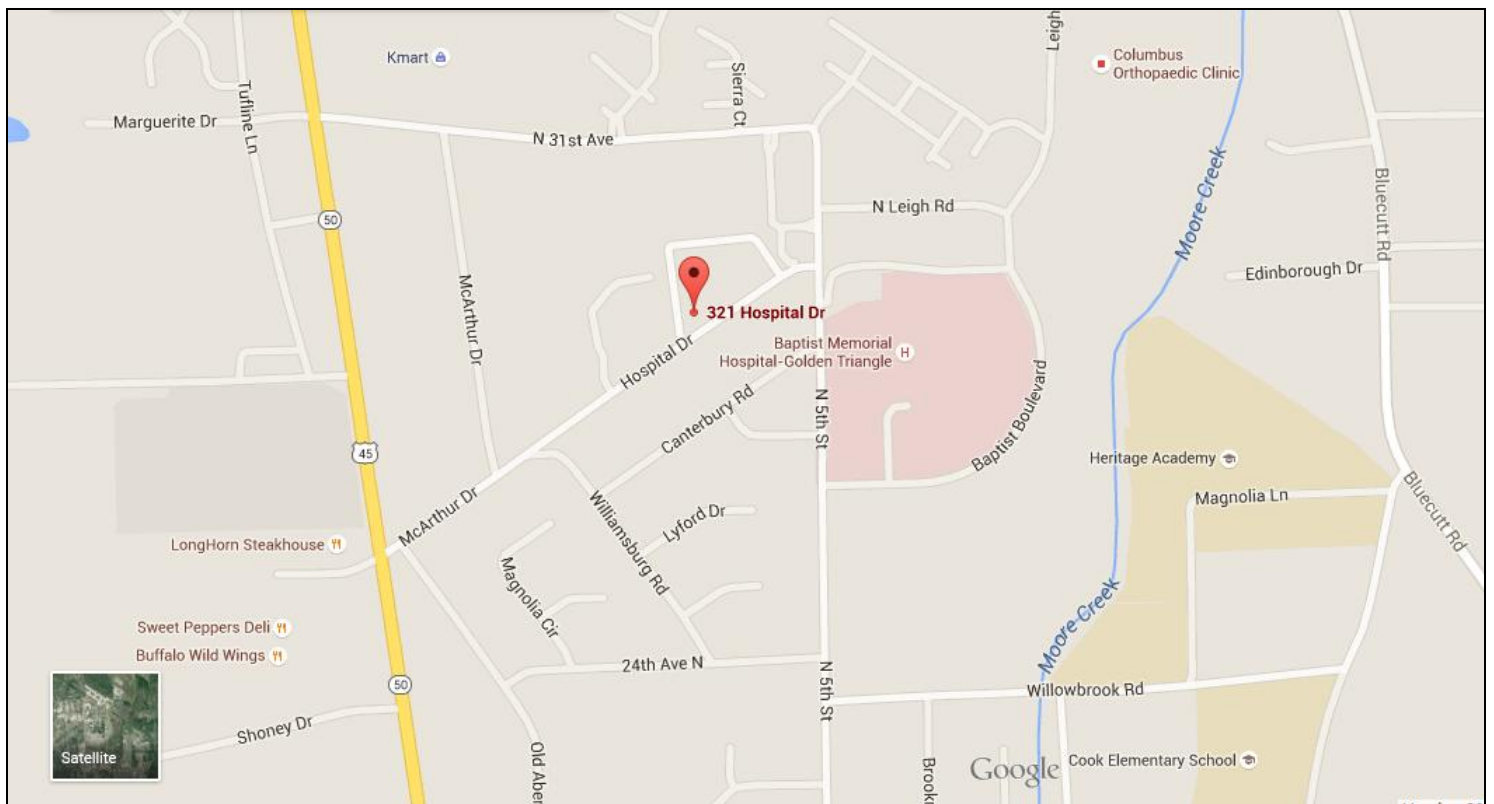 Kmart
Leigh
Columbus
Orthopaedic Clinic
Tufline Ln
Sierra Ct
Marguerite Dr
N 31st Ave
Moore Creek
Bluecutt Rd
N Leigh Rd
50
McArthur Dr
Edinborough Dr
321 Hospital Dr
Baptist Memorial
Hospital-Golden Triangle
H
Hospital Dr
Canterbury Rd
N 5th St
Baptist Boulevard
45
Heritage Academy
Magnolia Ln
Bluecutt Rd
McArthur Dr
Williamsburg Rd
Lyford Dr
LongHorn Steakhouse
Magnolia Cir
Moore Creek
Sweet Peppers Deli
Buffalo Wild Wings
24th Ave N
N 5th St
50
Willowbrook Rd
Shoney Dr
Satellite
Old Aber
Brook
Google
Cook Elementary School